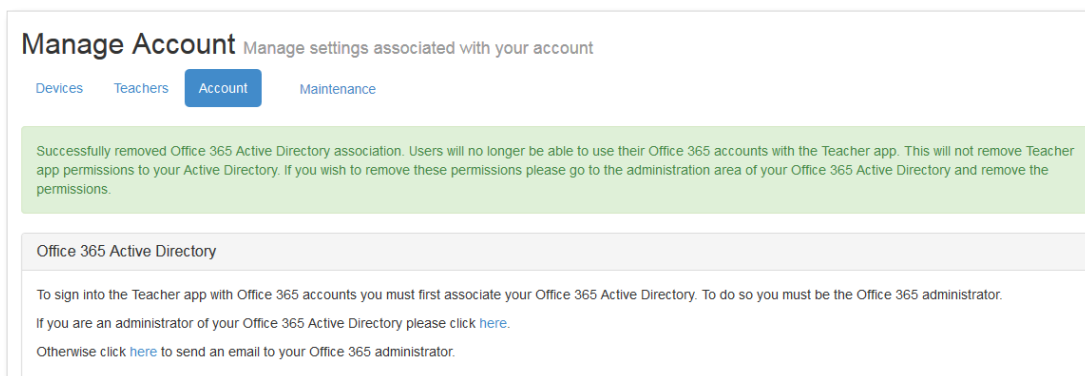 Manage Account Manage settings associated with your account
Devices Teachers Account Maintenance
Successfully removed Office 365 Active Directory association. Users will no longer be able to use their Office 365 accounts with the Teacher app. This will not remove Teacher
app permissions to your Active Directory. If you wish to remove these permissions please go to the administration area of your Office 365 Active Directory and remove the
permissions.
Office 365 Active Directory
To sign into the Teacher app with Office 365 accounts you must first associate your Office 365 Active Directory. To do so you must be the Office 365 administrator.
If you are an administrator of your Office 365 Active Directory please click here.
Otherwise click here to send an email to your Office 365 administrator.